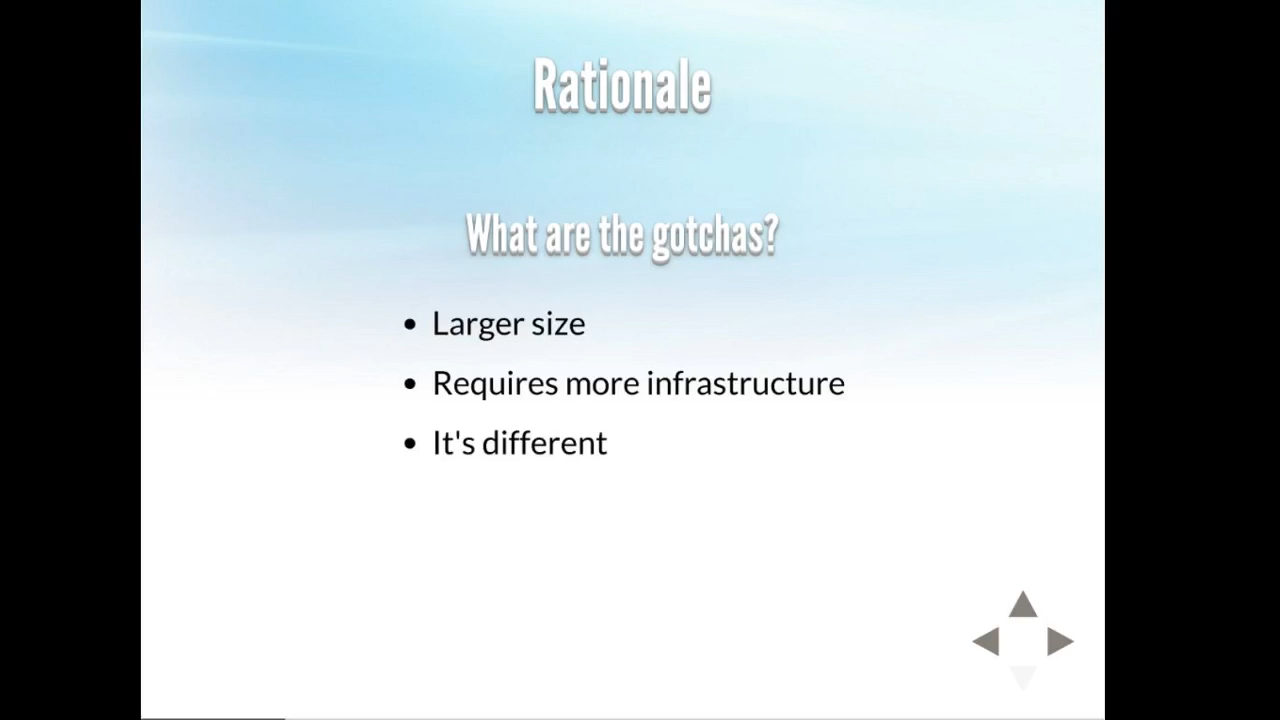 Rationale
What are the gotchas?
• Larger size
• Requires more infrastructure
• It's different